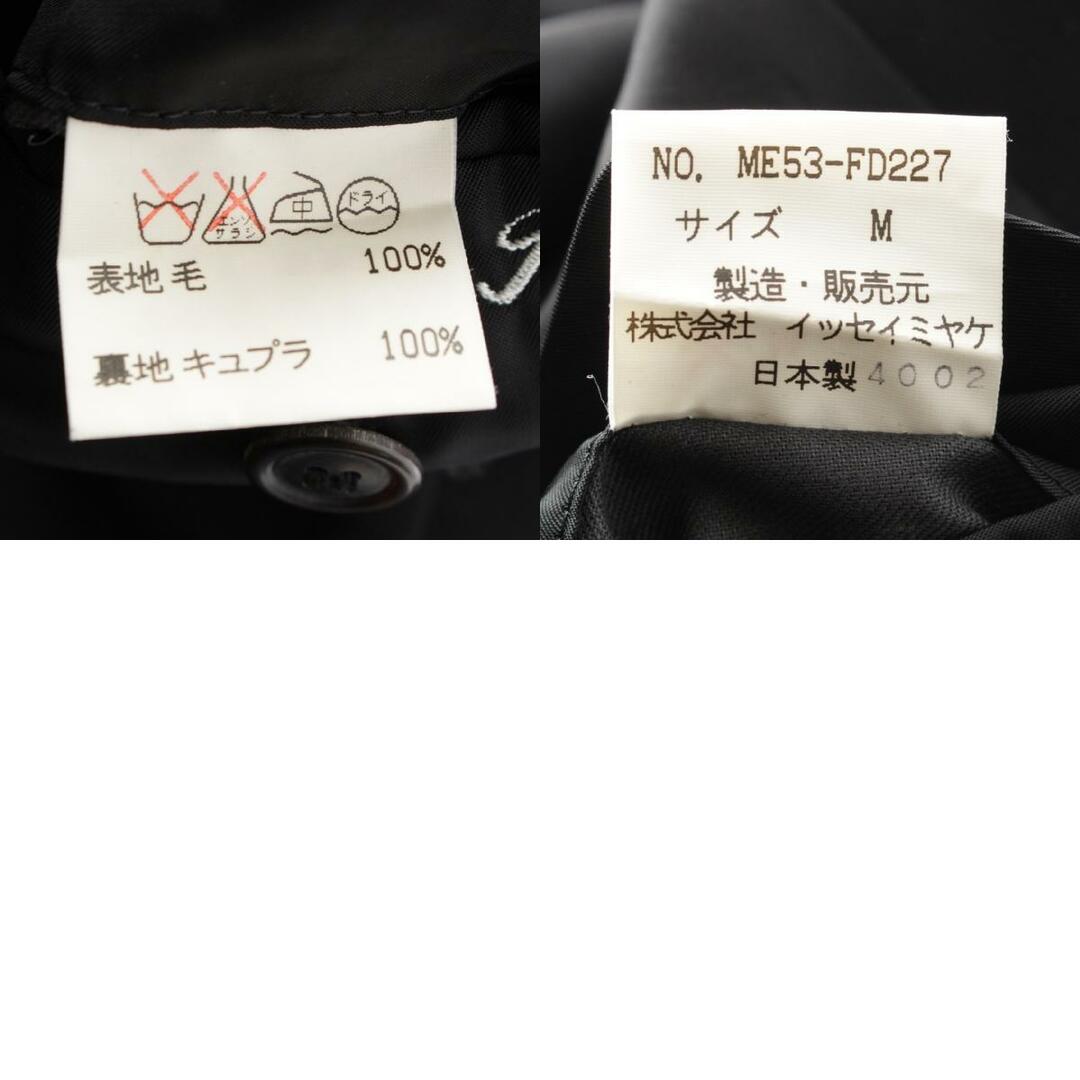 エンソ
サラシ
中
ドライ
表地 毛 100%
裏地 キュプラ 100%
NO. ME53-FD227
サイズ M
製造・販売元
株式会社 イッセイミヤケ
日本製 4002